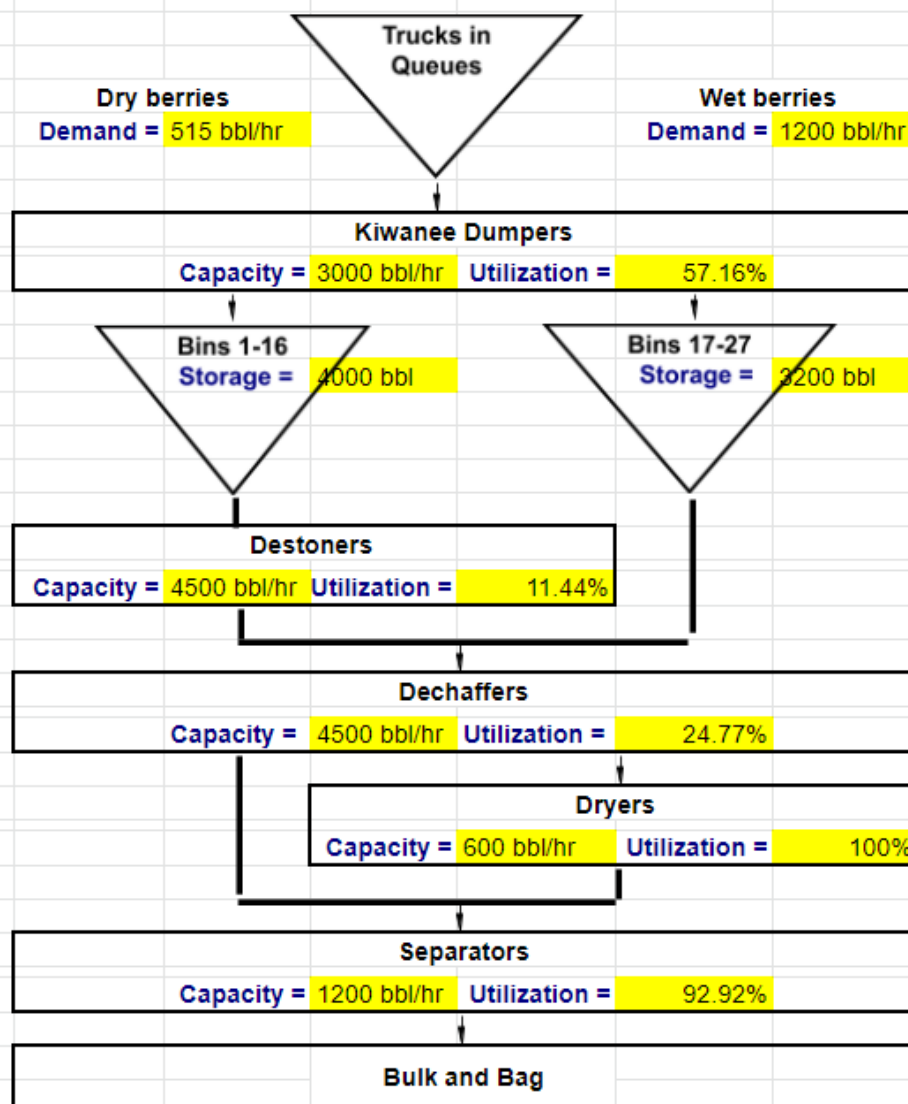 Trucks in
Queues
Dry berries
Wet berries
Demand = 515 bbl/hr
Demand = 1200 bbl/hr
Kiwanee Dumpers
Capacity = 3000 bbl/hr Utilization = 57.16%
Bins 1-16
Storage = 4000 bbl
Bins 17-27
Storage = 3200 bbl
Destoners
Capacity = 4500 bbl/hr Utilization = 11.44%
Dechaffers
Capacity = 4500 bbl/hr Utilization = 24.77%
Dryers
Capacity = 600 bbl/hr Utilization = 100%
Separators
Capacity = 1200 bbl/hr Utilization = 92.92%
Bulk and Bag